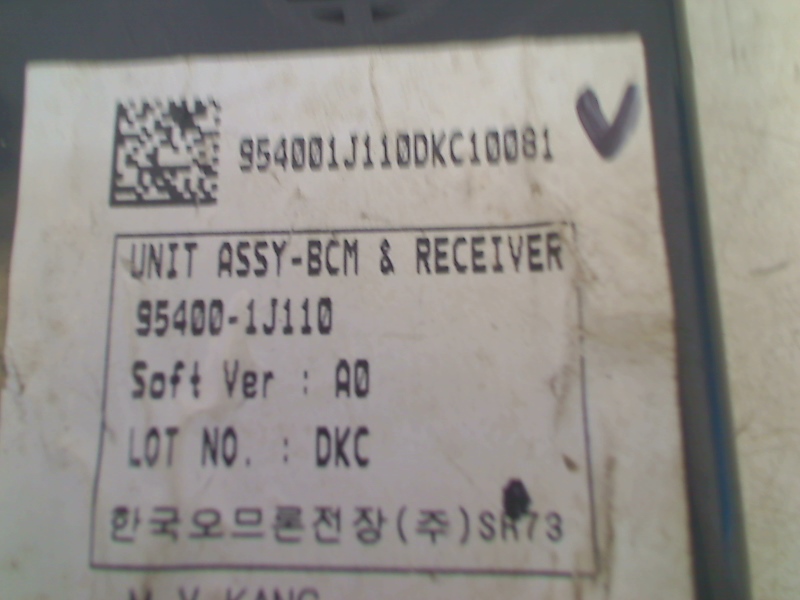 954001J110DKC10081
UNIT ASSY-BCM & RECEIVER
95400-1J110
Soft Ver : A0
LOT NO. : DKC
한국오므론전장(주)